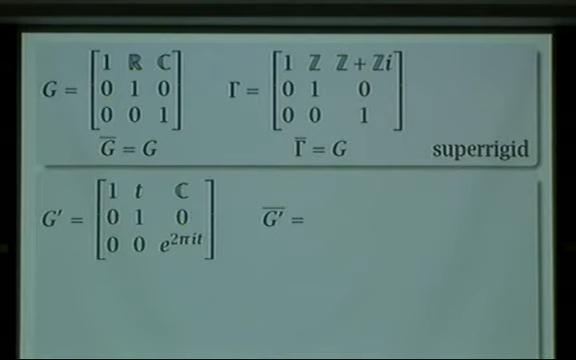 G = [1 ℝ ℂ; 0 1 0; 0 0 1] Γ = [1 ℤ ℤ + ℤi; 0 1 0; 0 0 1]
G̅ = G Γ̅ = G superrigid
G′ = [1 t ℂ; 0 1 0; 0 0 e^{2πit}] G̅′̅ =